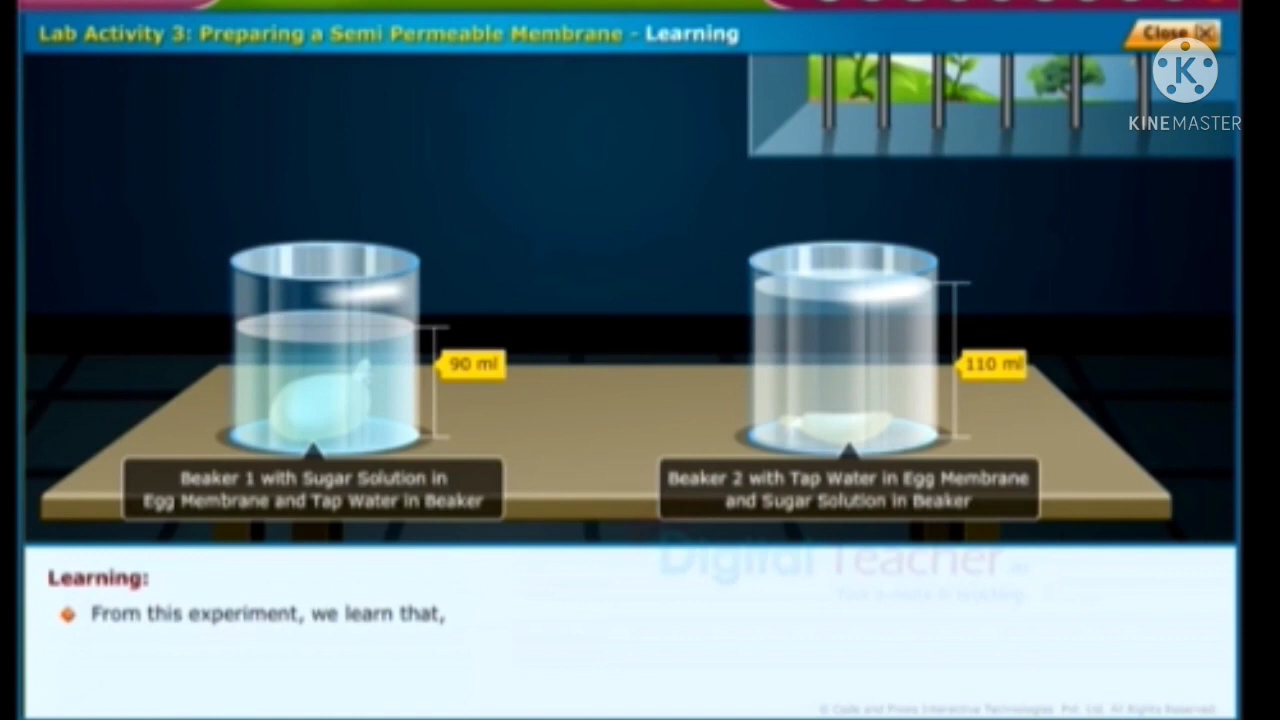 Lab Activity 3: Preparing a Semi Permeable Membrane - Learning
Close
K
KINEMASTER
90 ml
110 ml
Beaker 1 with Sugar Solution in
Egg Membrane and Tap Water in Beaker
Beaker 2 with Tap Water in Egg Membrane
and Sugar Solution in Beaker
Digital Teacher
Learning:
From this experiment, we learn that,